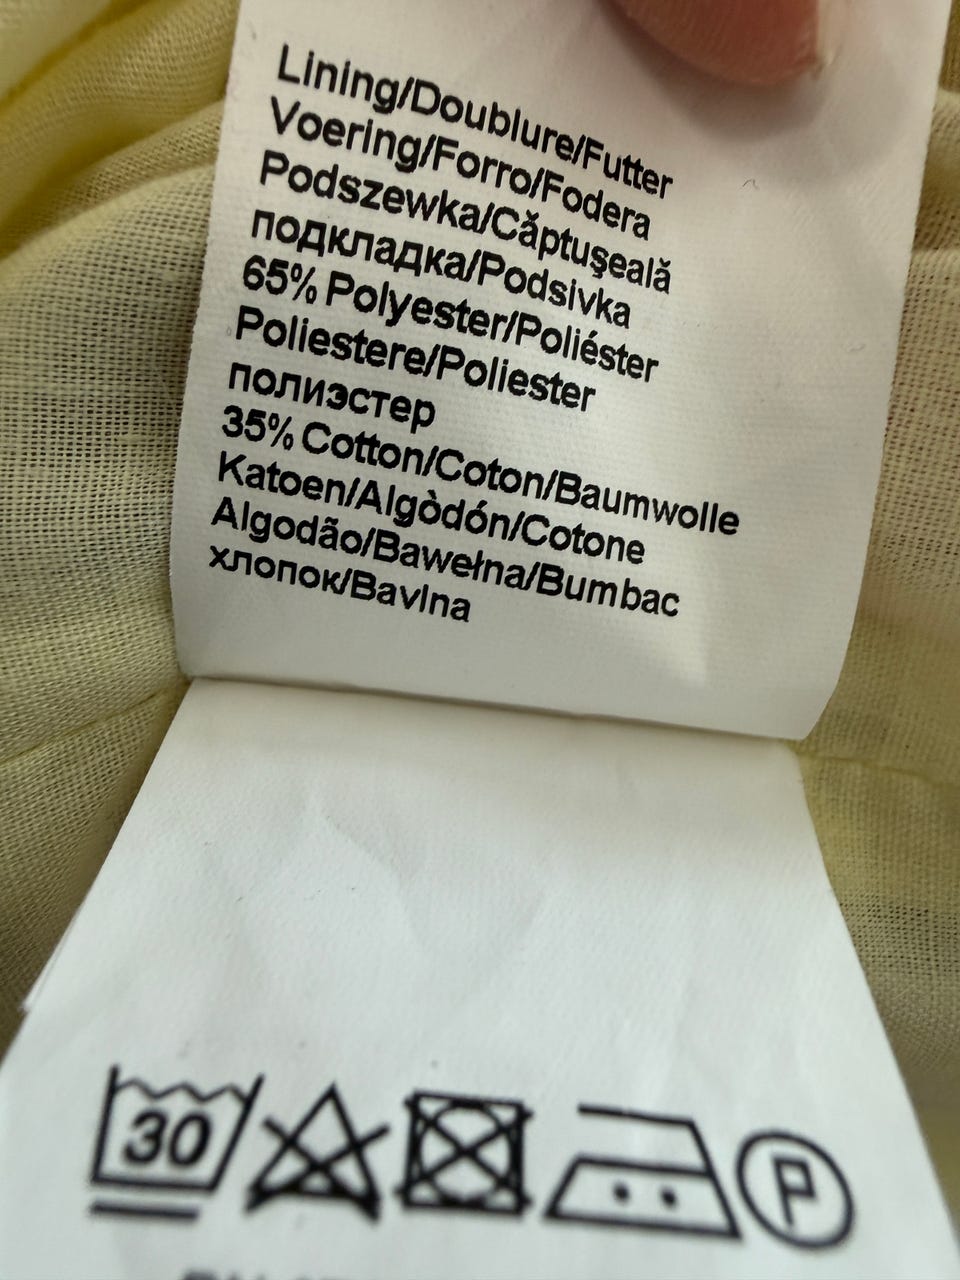 Lining/Doublure/Futter
Voering/Forro/Fodera
Podszewka/Căptuşeală
подкладка/Podsivka
65% Polyester/Poliéster
Poliestere/Poliester
полиэстер
35% Cotton/Coton/Baumwolle
Katoen/Algòdón/Cotone
Algodão/Bawełna/Bumbac
хлопок/Bavlna
30 P